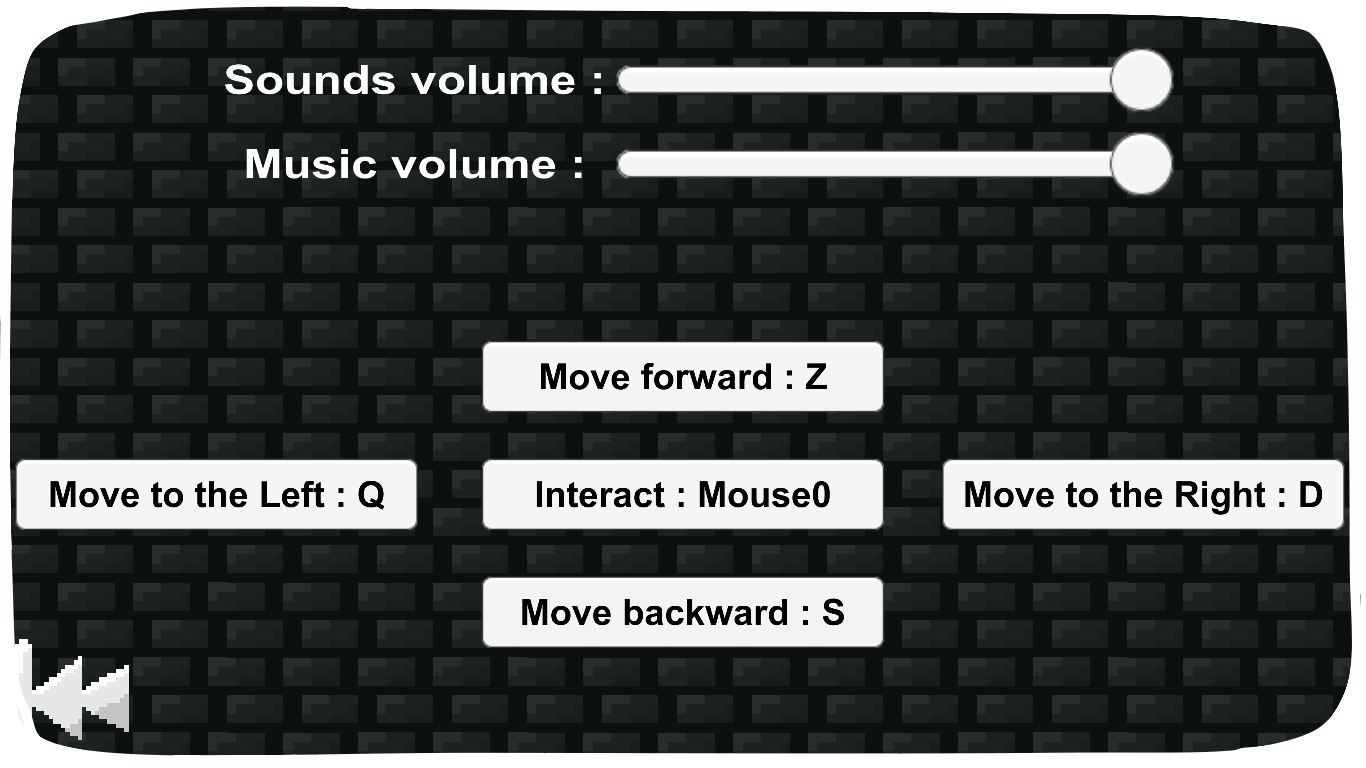 Sounds volume :
Music volume :
Move forward : Z
Move to the Left : Q
Interact : Mouse0
Move to the Right : D
Move backward : S